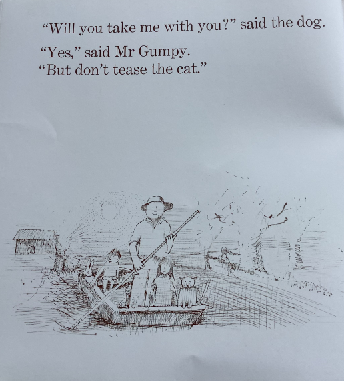 “Will you take me with you?” said the dog.
“Yes,” said Mr Gumpy.
“But don’t tease the cat.”